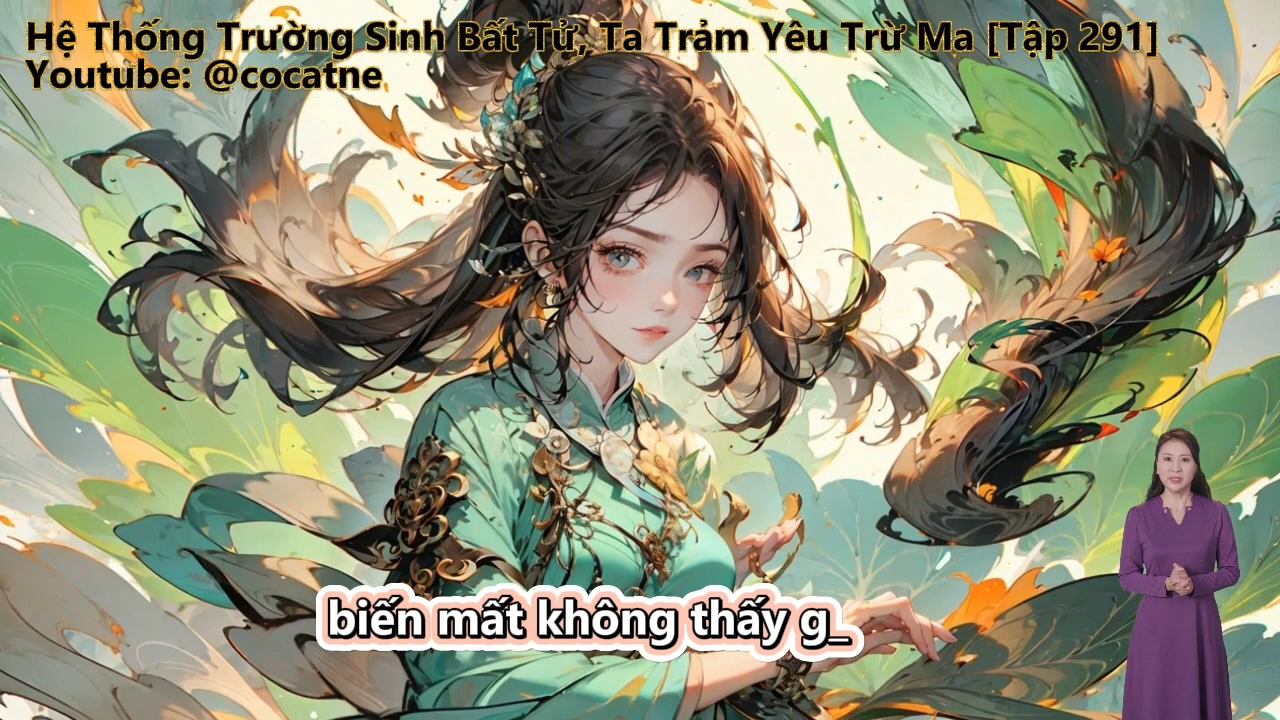 Hệ Thống Trường Sinh Bất Tử, Ta Trảm Yêu Trừ Ma [Tập 291]
Youtube: @cocatne
biến mất không thấy g_